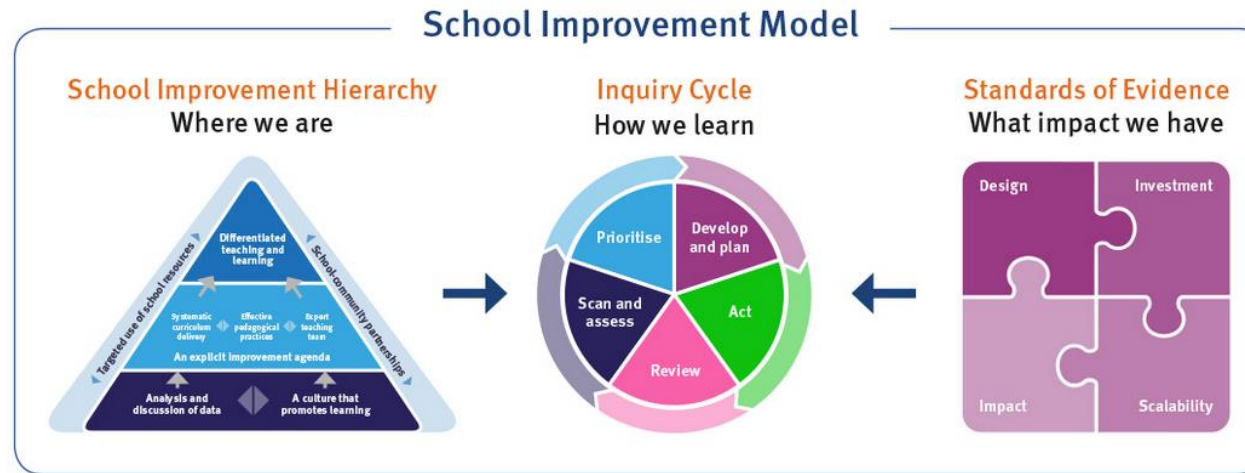 School Improvement Model
School Improvement Hierarchy
Where we are
Targeted use of school resources
School-community partnerships
Differentiated
teaching and
learning
Systematic
curriculum
delivery
Effective
pedagogical
practices
Expert
teaching
team
An explicit improvement agenda
Analysis and
discussion of data
A culture that
promotes learning
Inquiry Cycle
How we learn
Prioritise
Develop
and plan
Scan and
assess
Act
Review
Standards of Evidence
What impact we have
Design
Investment
Impact
Scalability